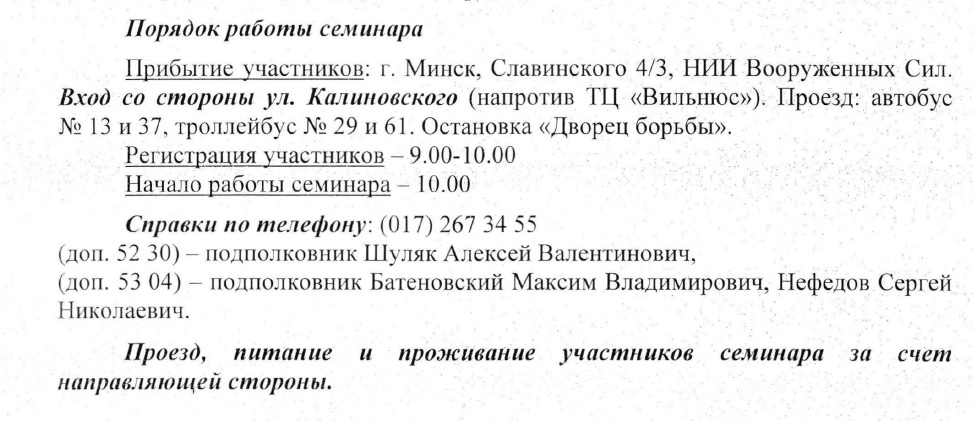 Порядок работы семинара
Прибытие участников: г. Минск, Славинского 4/3, НИИ Вооруженных Сил.
Вход со стороны ул. Калиновского (напротив ТЦ «Вильнюс»). Проезд: автобус
№ 13 и 37, троллейбус № 29 и 61. Остановка «Дворец борьбы».
Регистрация участников – 9.00-10.00
Начало работы семинара – 10.00
Справки по телефону: (017) 267 34 55
(доп. 52 30) – подполковник Шуляк Алексей Валентинович,
(доп. 53 04) – подполковник Батеновский Максим Владимирович, Нефедов Сергей
Николаевич.
Проезд, питание и проживание участников семинара за счет
направляющей стороны.